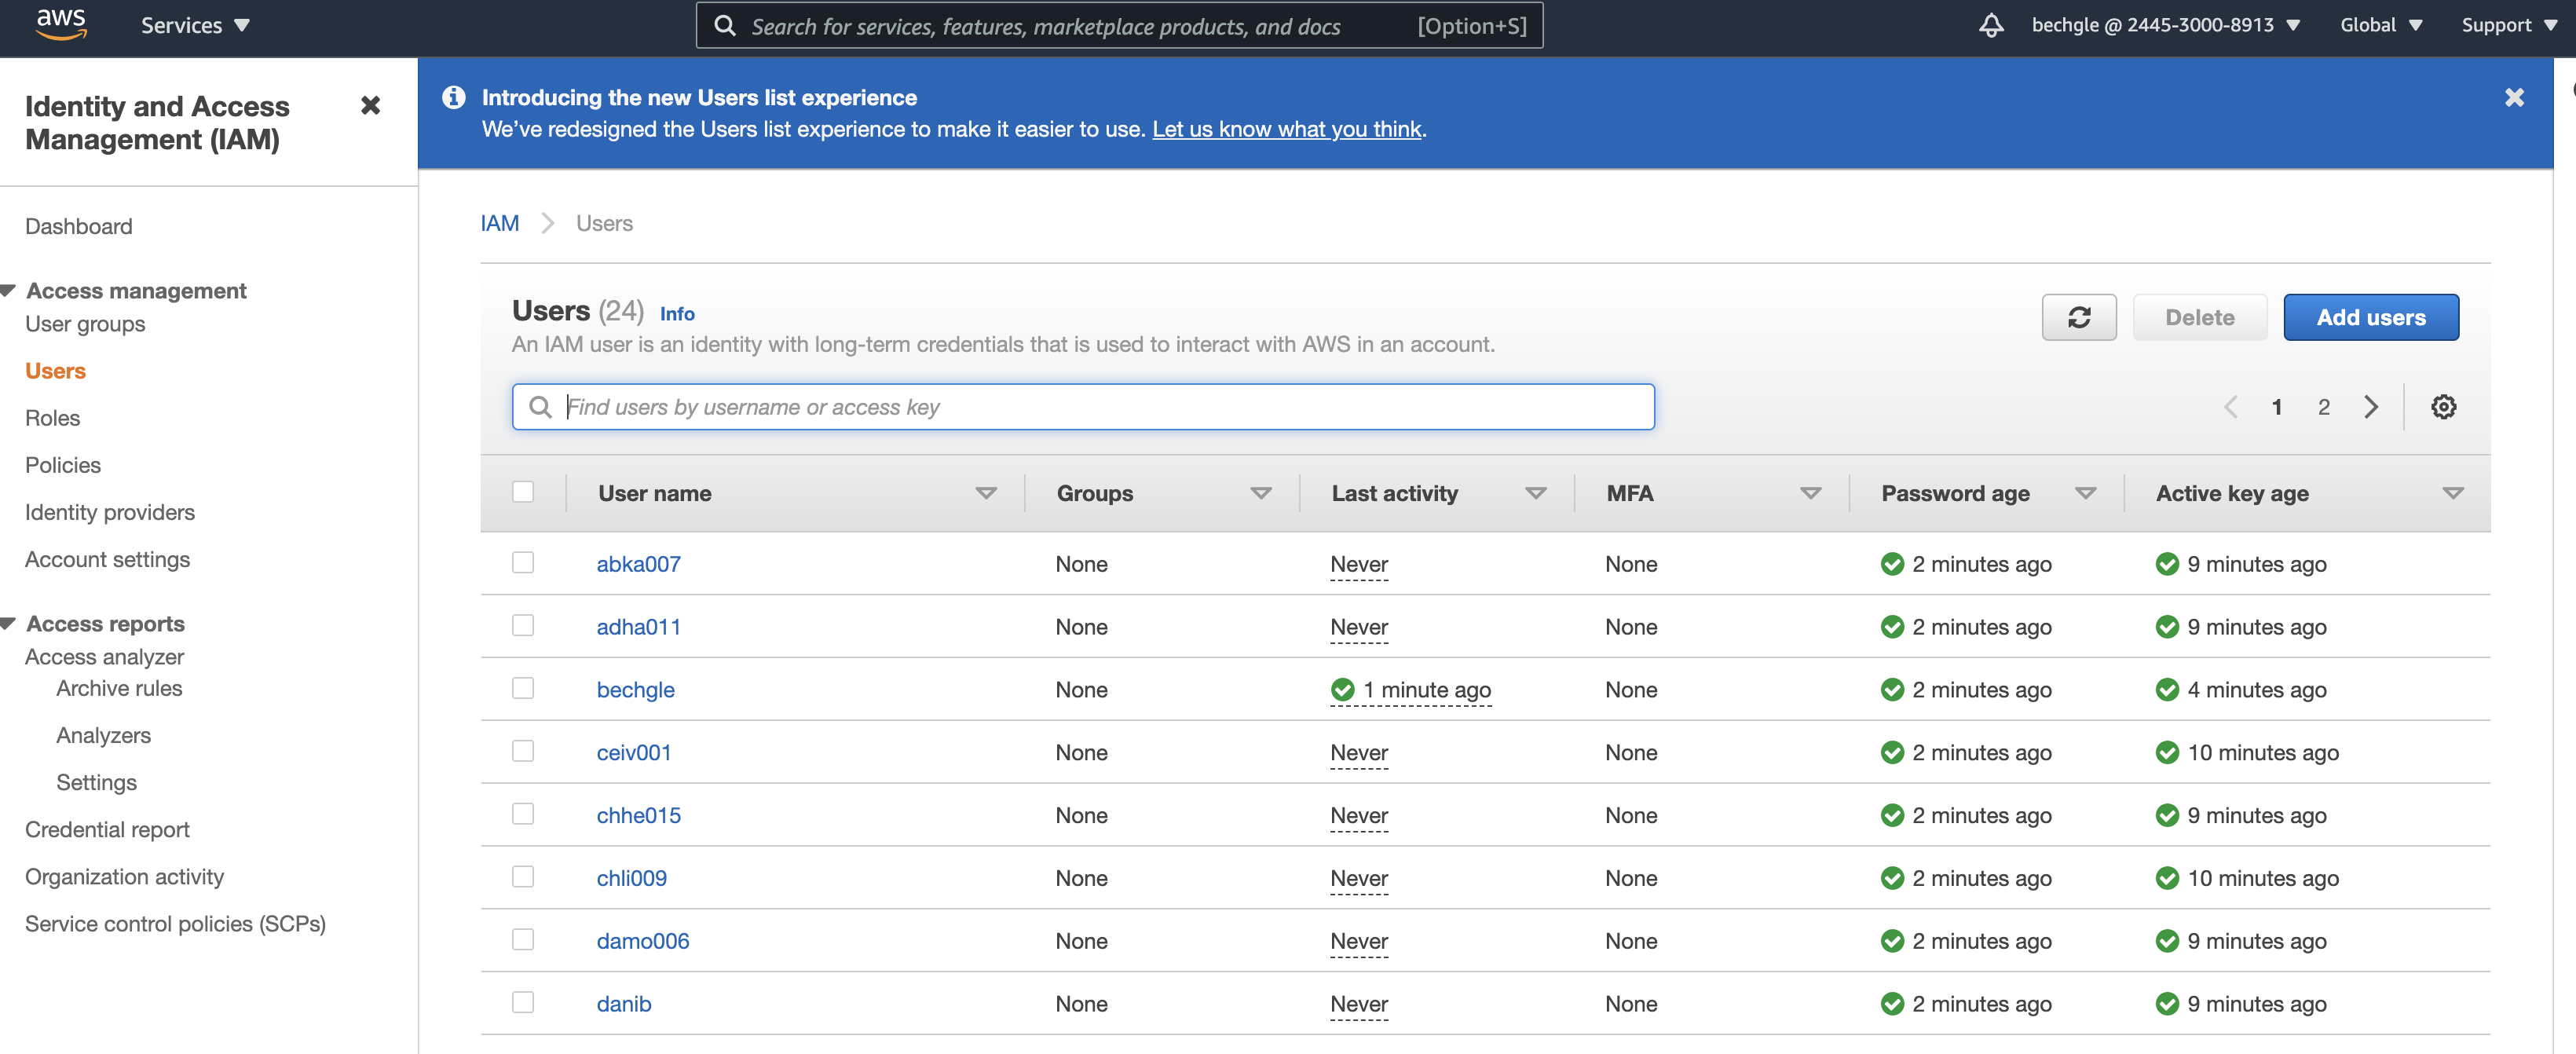 aws
Services
Search for services, features, marketplace products, and docs [Option+S]
bechgle @ 2445-3000-8913
Global
Support
Identity and Access Management (IAM)
Dashboard
Access management
User groups
Users
Roles
Policies
Identity providers
Account settings
Access reports
Access analyzer
Archive rules
Analyzers
Settings
Credential report
Organization activity
Service control policies (SCPs)
Introducing the new Users list experience
We’ve redesigned the Users list experience to make it easier to use. Let us know what you think.
IAM Users
Users (24) Info
An IAM user is an identity with long-term credentials that is used to interact with AWS in an account.
Delete
Add users
Find users by username or access key
1 2
User name Groups Last activity MFA Password age Active key age
abka007 None Never None 2 minutes ago 9 minutes ago
adha011 None Never None 2 minutes ago 9 minutes ago
bechgle None 1 minute ago None 2 minutes ago 4 minutes ago
ceiv001 None Never None 2 minutes ago 10 minutes ago
chhe015 None Never None 2 minutes ago 9 minutes ago
chli009 None Never None 2 minutes ago 10 minutes ago
damo006 None Never None 2 minutes ago 9 minutes ago
danib None Never None 2 minutes ago 9 minutes ago